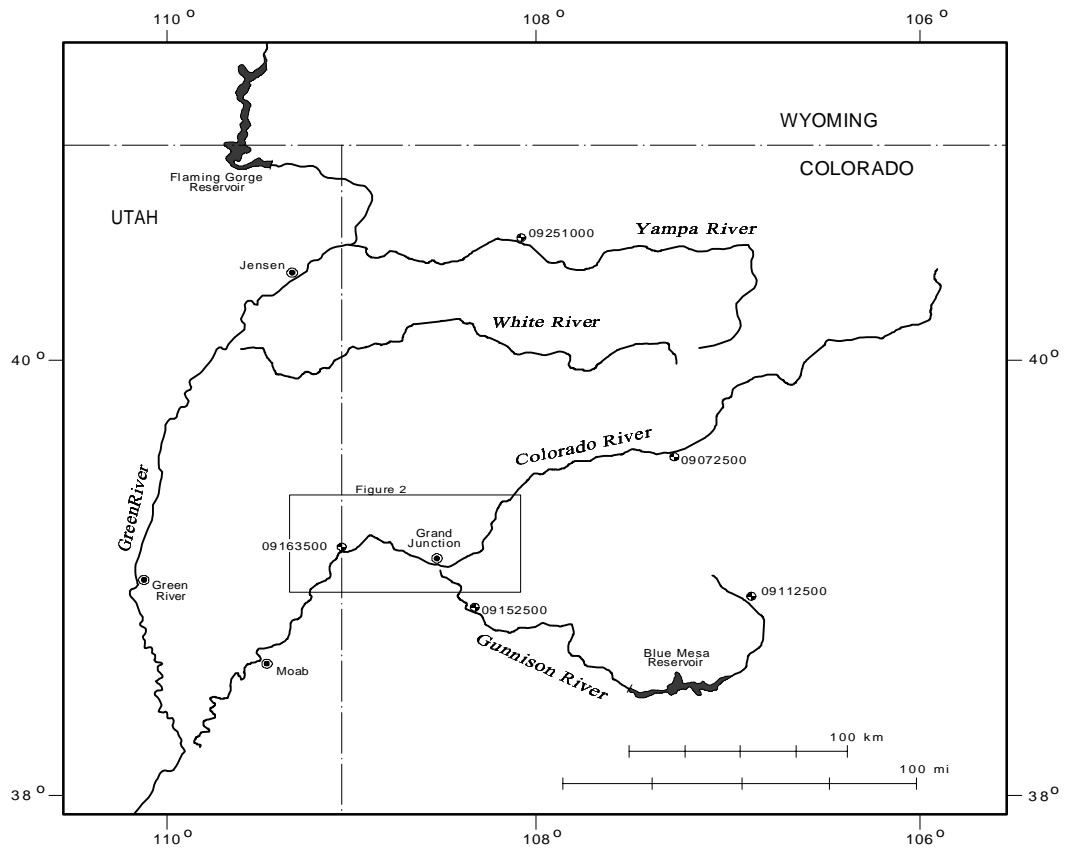 110 o
108 o
106 o
WYOMING
COLORADO
Flaming Gorge
Reservoir
UTAH
Yampa River
09251000
Jensen
White River
40 o
40 o
Colorado River
09072500
Figure 2
GreenRiver
Grand
Junction
09163500
Green
River
09112500
09152500
Gunnison River
Blue Mesa
Reservoir
Moab
100 km
100 mi
38 o
38 o
110 o
108 o
106 o